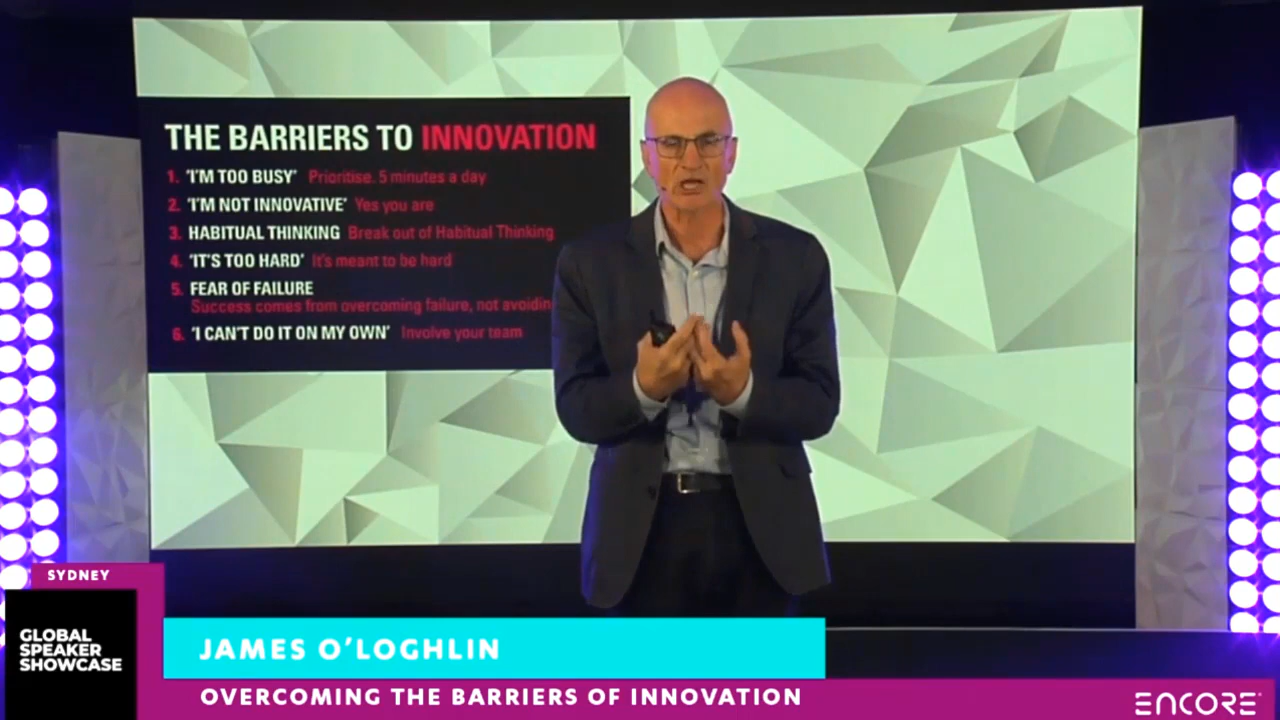 THE BARRIERS TO INNOVATION
1. 'I'M TOO BUSY' Prioritise. 5 minutes a day
2. 'I'M NOT INNOVATIVE' Yes you are
3. HABITUAL THINKING Break out of Habitual Thinking
4. 'IT'S TOO HARD' It's meant to be hard
5. FEAR OF FAILURE
Success comes from overcoming failure, not avoidin
6. 'I CAN'T DO IT ON MY OWN' Involve your team
SYDNEY
GLOBAL
SPEAKER
SHOWCASE
JAMES O'LOGHLIN
OVERCOMING THE BARRIERS OF INNOVATION
ENCORE